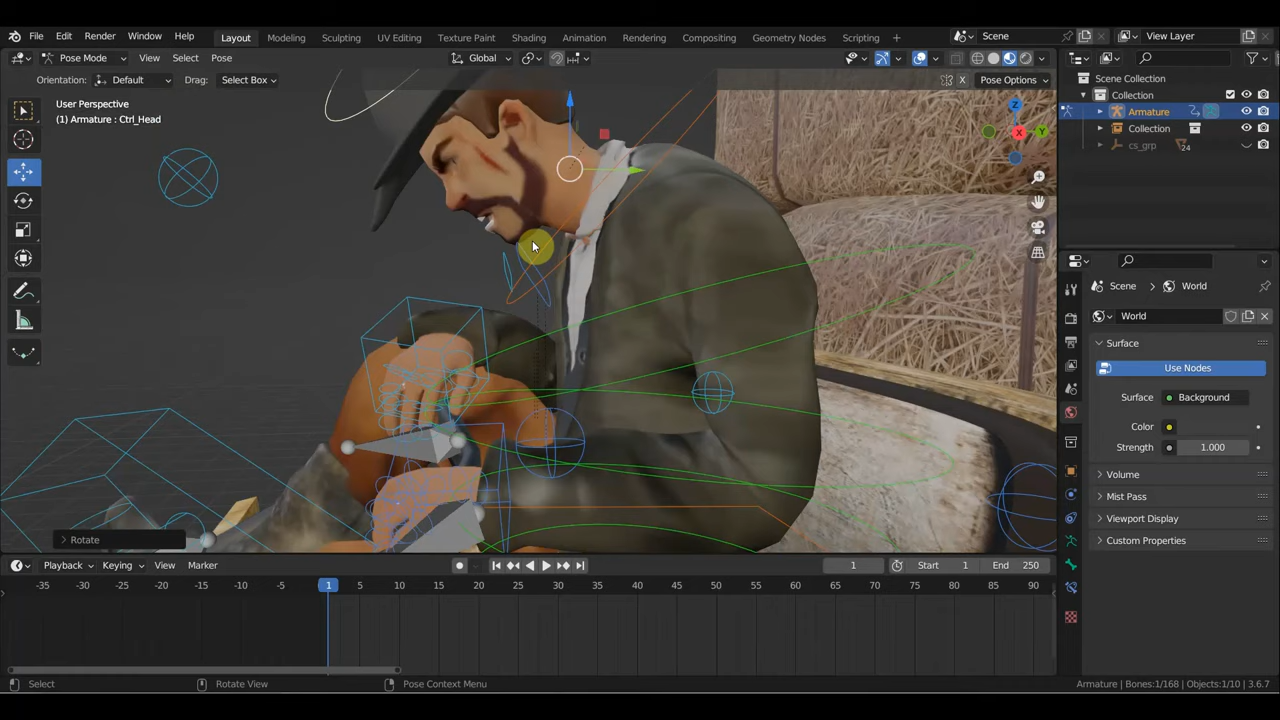 File Edit Render Window Help Layout Modeling Sculpting UV Editing Texture Paint Shading Animation Rendering Compositing Geometry Nodes Scripting + Scene View Layer
Pose Mode View Select Pose Global
Orientation: Default Drag: Select Box Pose Options
Scene Collection
Collection
Armature
Collection
cs_grp 24
User Perspective
(1) Armature : Ctrl_Head
Z
X
Y
Scene World
World
Surface
Use Nodes
Surface Background
Color
Strength 1.000
Volume
Mist Pass
Viewport Display
Custom Properties
Rotate
Playback Keying View Marker 1 Start 1 End 250
-35 -30 -25 -20 -15 -10 -5 1 5 10 15 20 25 30 35 40 45 50 55 60 65 70 75 80 85 90
Select Rotate View Pose Context Menu Armature | Bones:1/168 | Objects:1/10 | 3.6.7